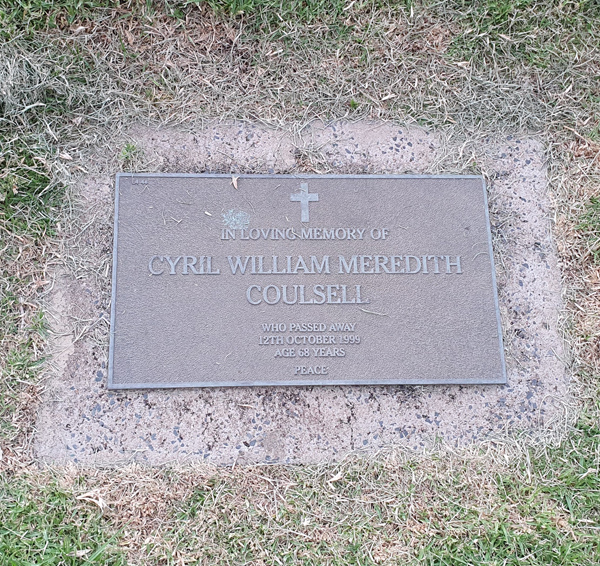 IN LOVING MEMORY OF
CYRIL WILLIAM MEREDITH
COULSELL
WHO PASSED AWAY
12TH OCTOBER 1999
AGE 68 YEARS
PEACE